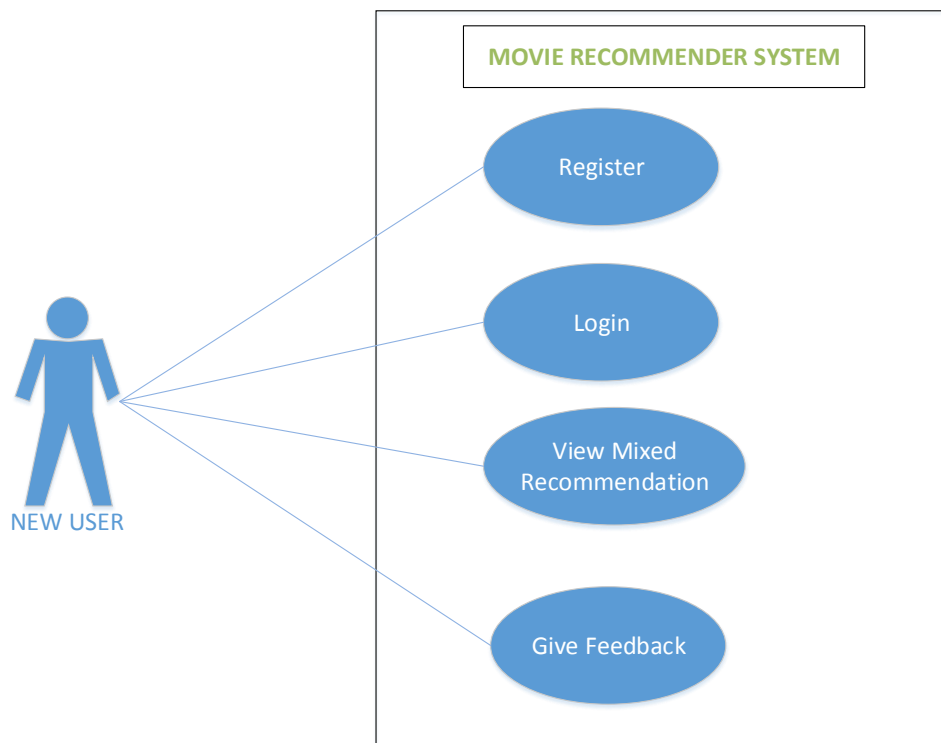 MOVIE RECOMMENDER SYSTEM
Register
Login
View Mixed
Recommendation
NEW USER
Give Feedback